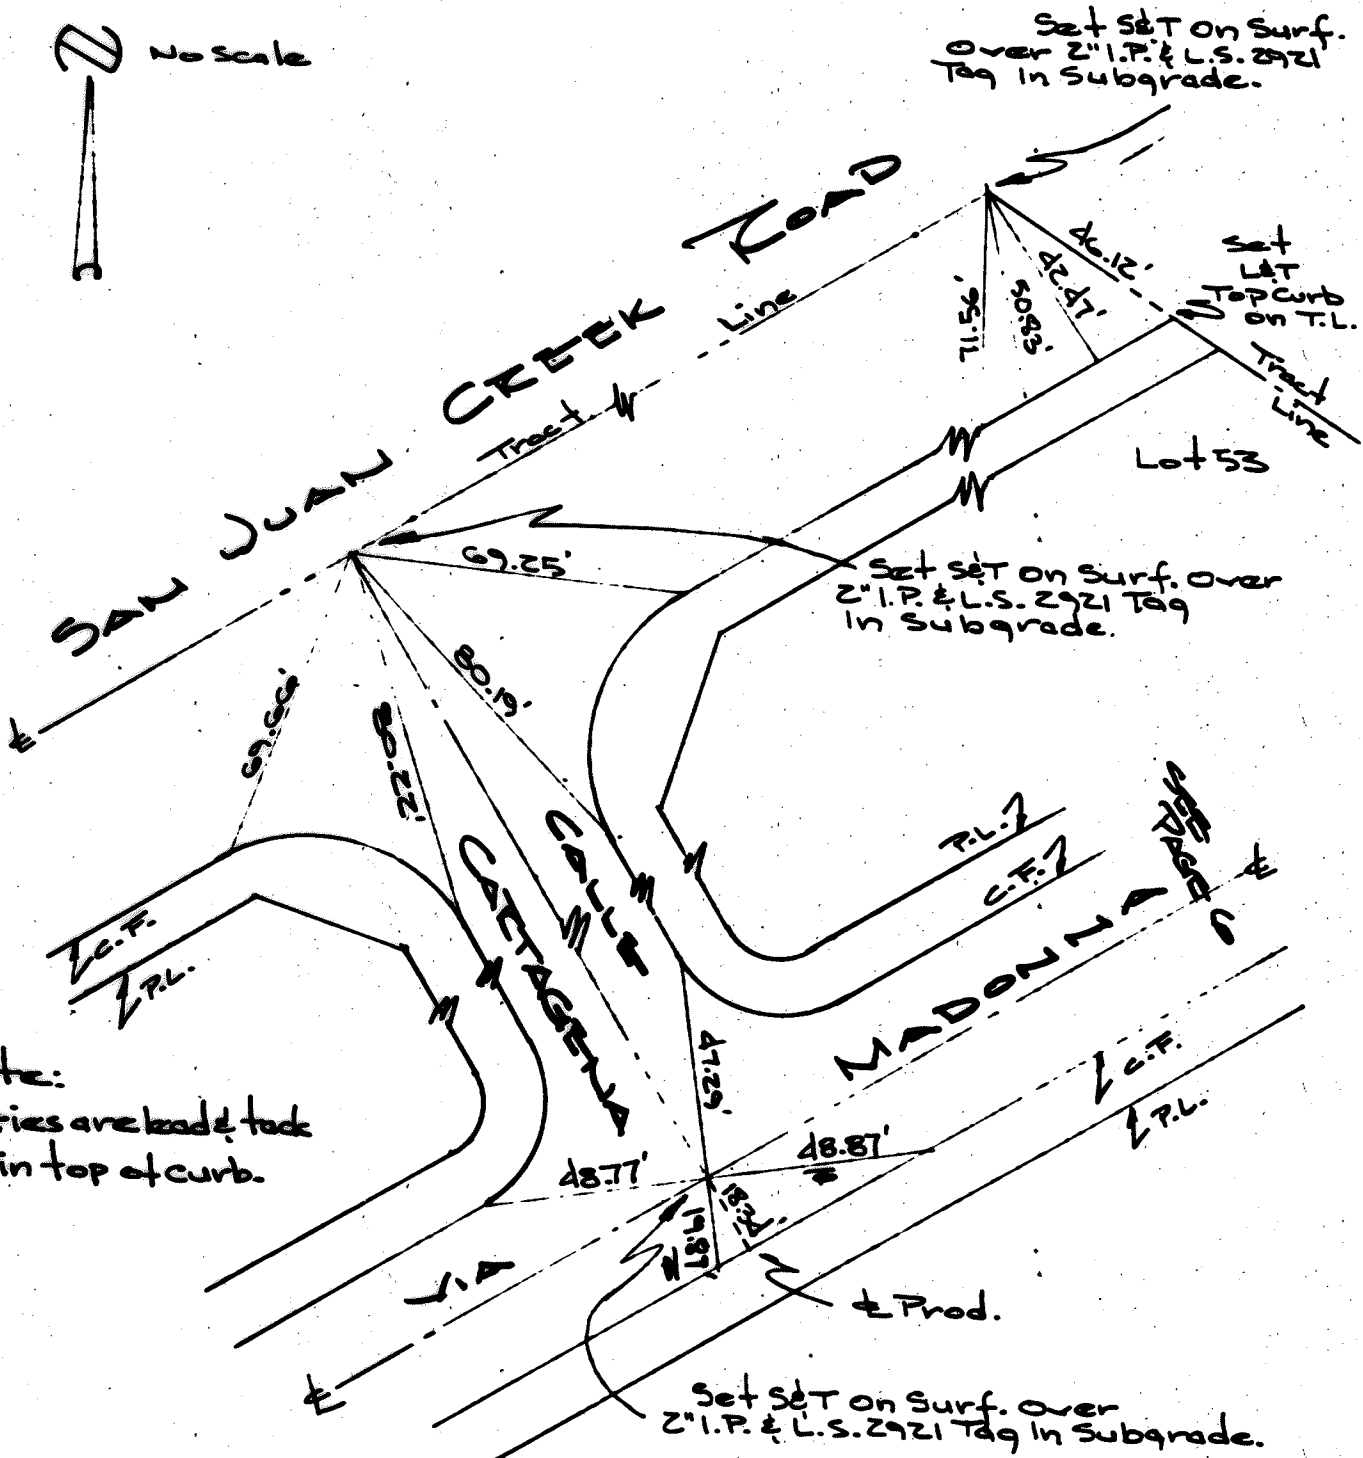 No Scale
Set S&T On Surf.
Over 2" I.P. & L.S. 2921
Tag In Subgrade.
SAN JUAN CREEK ROAD
Tract Line
46.12'
42.47'
50.83'
71.56'
Set
L&T
Top Curb
on T.L.
Tract
Line
Lot 53
69.25'
Set S&T On Surf. Over
2" I.P. & L.S. 2921 Tag
In Subgrade.
80.19'
69.66'
80.22'
℄
CALLE
CARTAGENA
P.L.
C.F.
SEE
PAGE 6
℄
C.F.
P.L.
VIA MADONNA
47.29'
C.F.
P.L.
te:
ties are lead & tack
in top of curb.
48.77'
48.87'
18.34'
19.87'
℄ Prod.
℄
Set S&T On Surf. Over
2" I.P. & L.S. 2921 Tag In Subgrade.